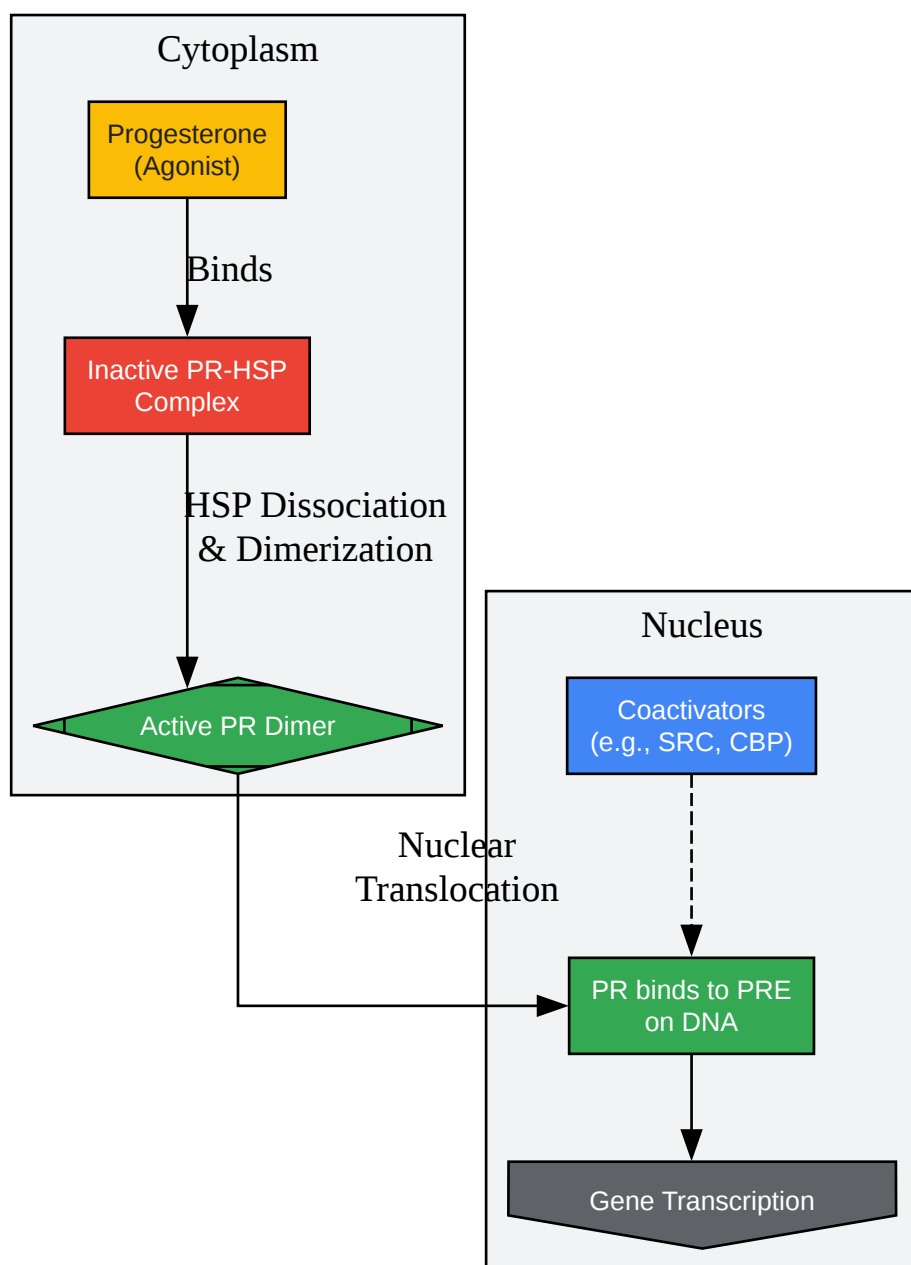 Cytoplasm
Progesterone
(Agonist)
Binds
Inactive PR-HSP
Complex
HSP Dissociation
& Dimerization
Active PR Dimer
Nuclear
Translocation
Nucleus
Coactivators
(e.g., SRC, CBP)
PR binds to PRE
on DNA
Gene Transcription